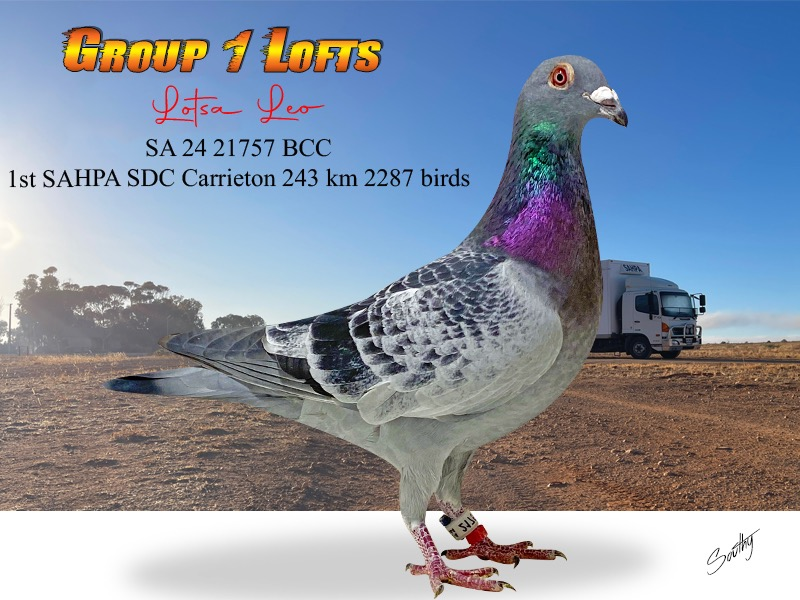 Group 1 Lofts
Lotsa Leo
SA 24 21757 BCC
1st SAHPA SDC Carrieton 243 km 2287 birds
SAHPA
Southy